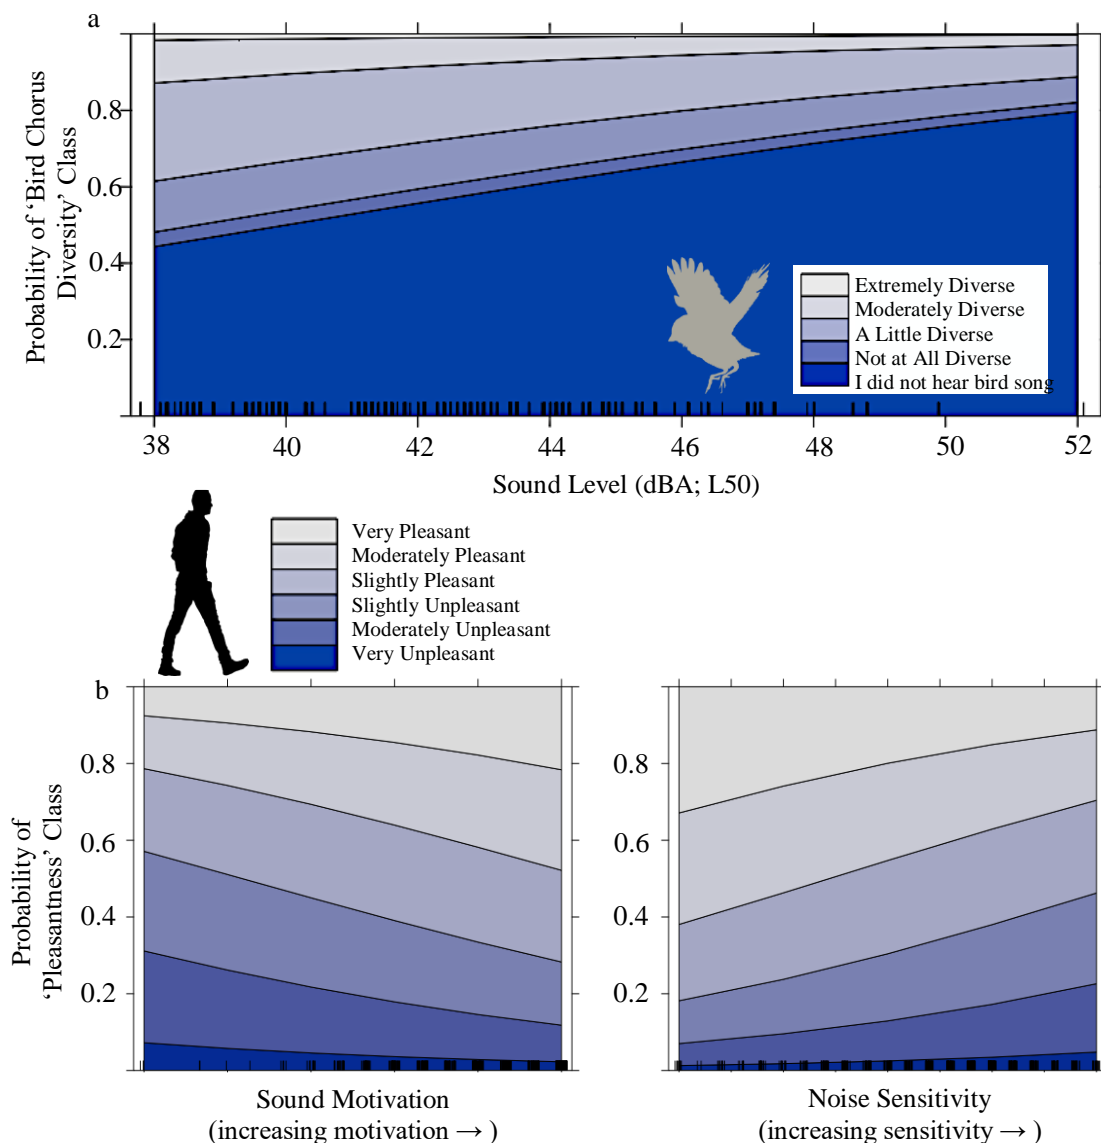 a
Probability of ‘Bird Chorus
Diversity’ Class
0.8
0.6
0.4
0.2
Extremely Diverse
Moderately Diverse
A Little Diverse
Not at All Diverse
I did not hear bird song
38 40 42 44 46 48 50 52
Sound Level (dBA; L50)
Very Pleasant
Moderately Pleasant
Slightly Pleasant
Slightly Unpleasant
Moderately Unpleasant
Very Unpleasant
b
Probability of
‘Pleasantness’ Class
0.8
0.6
0.4
0.2
Sound Motivation
(increasing motivation → )
0.8
0.6
0.4
0.2
Noise Sensitivity
(increasing sensitivity → )